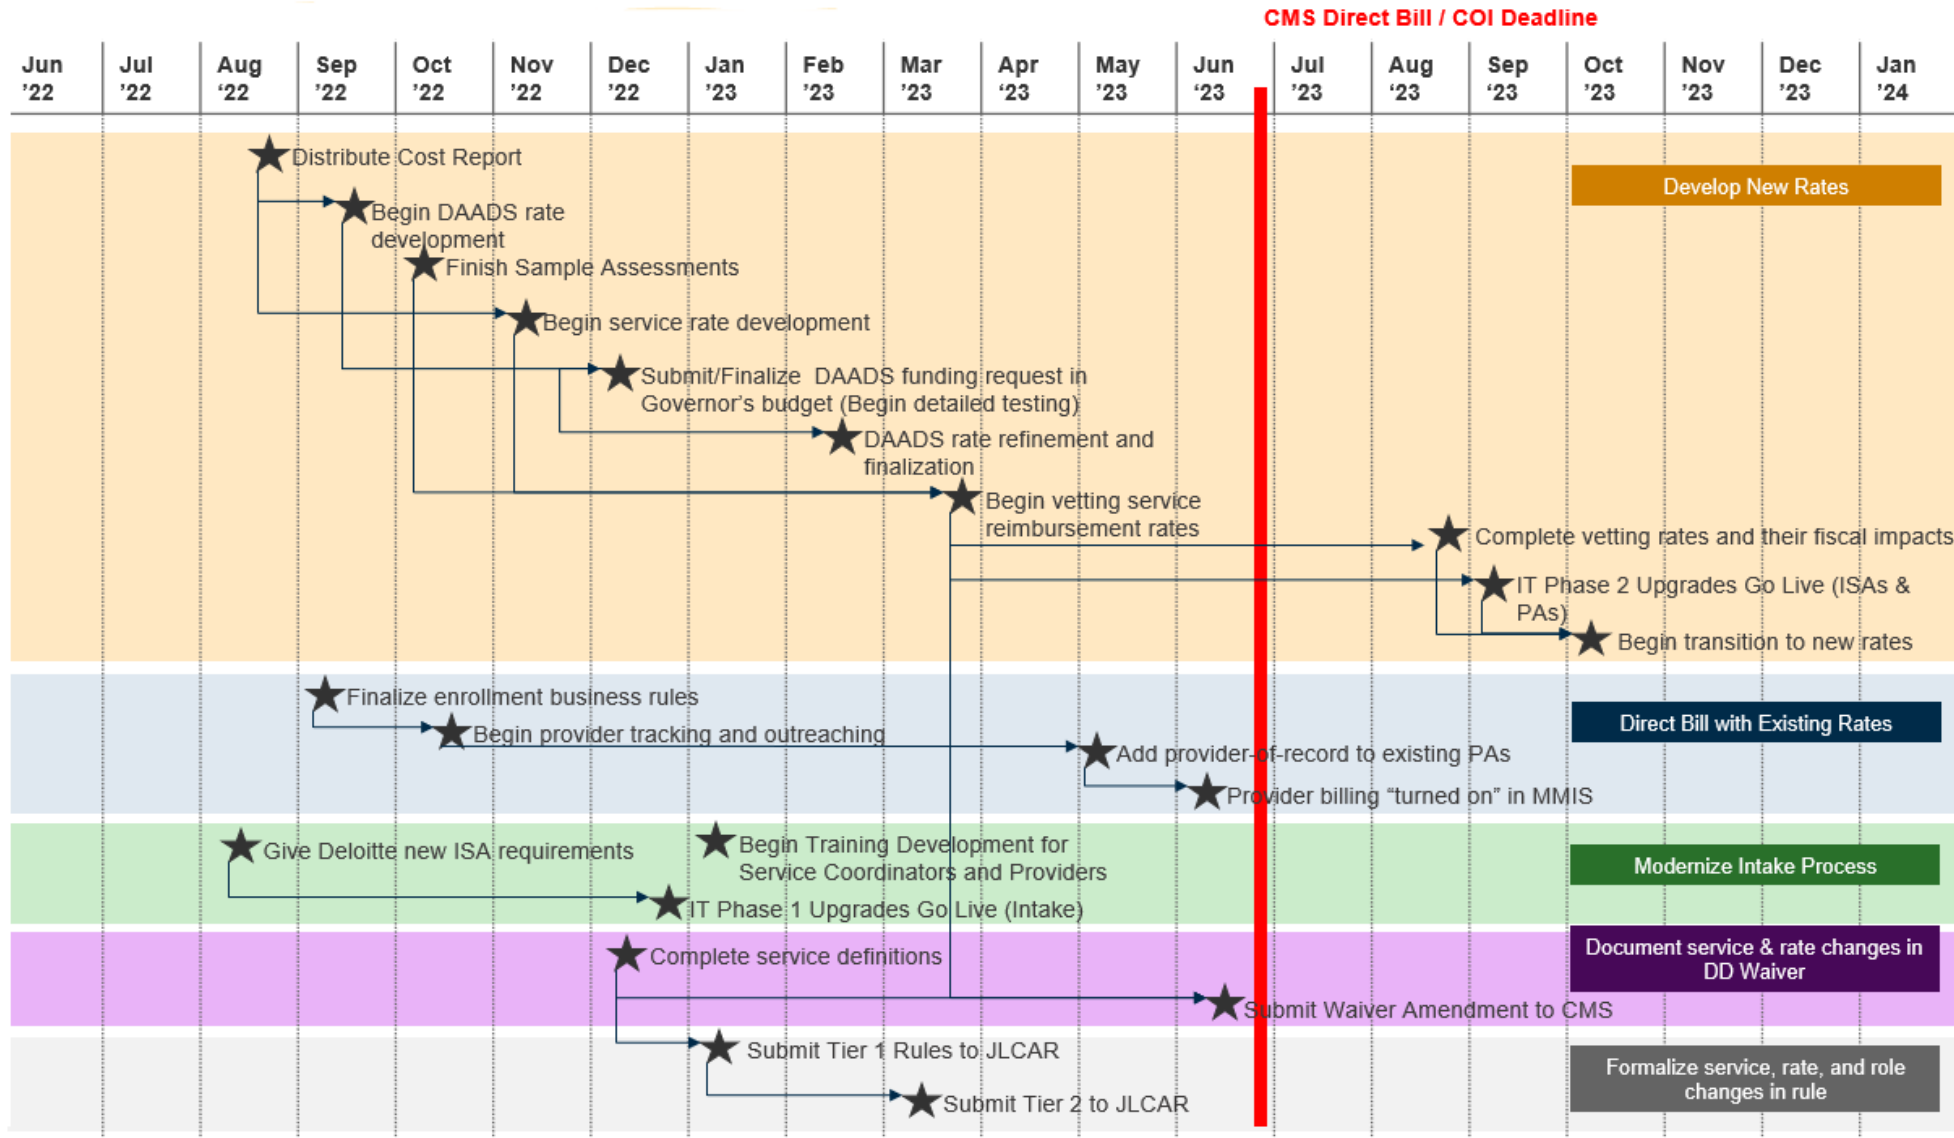 CMS Direct Bill / COI Deadline
Jun Jul Aug Sep Oct Nov Dec Jan Feb Mar Apr May Jun Jul Aug Sep Oct Nov Dec Jan
’22 ’22 ‘22 ’22 ’22 ’22 ’22 ’23 ’23 ’23 ‘23 ’23 ‘23 ’23 ‘23 ’23 ’23 ’23 ’23 ’24
Distribute Cost Report
Develop New Rates
Begin DAADS rate
development
Finish Sample Assessments
Begin service rate development
Submit/Finalize DAADS funding request in
Governor’s budget (Begin detailed testing)
DAADS rate refinement and
finalization
Begin vetting service
reimbursement rates
Complete vetting rates and their fiscal impacts
IT Phase 2 Upgrades Go Live (ISAs &
PAs)
Begin transition to new rates
Finalize enrollment business rules
Direct Bill with Existing Rates
Begin provider tracking and outreaching
Add provider-of-record to existing PAs
Provider billing “turned on” in MMIS
Give Deloitte new ISA requirements
Begin Training Development for
Service Coordinators and Providers
Modernize Intake Process
IT Phase 1 Upgrades Go Live (Intake)
Complete service definitions
Document service & rate changes in
DD Waiver
Submit Waiver Amendment to CMS
Submit Tier 1 Rules to JLCAR
Formalize service, rate, and role
changes in rule
Submit Tier 2 to JLCAR